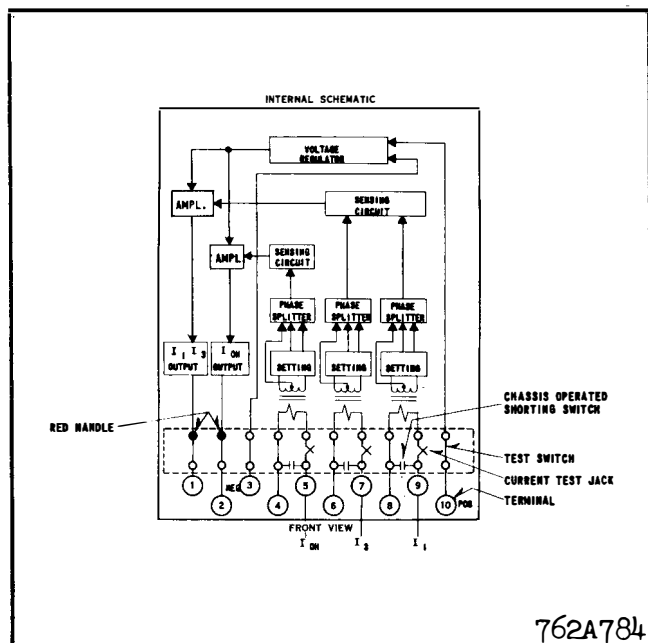 INTERNAL SCHEMATIC
VOLTAGE
REGULATOR
AMPL.
SENSING
CIRCUIT
AMPL
SENSING
CIRCUIT
PHASE
SPLITTER
PHASE
SPLITTER
PHASE
SPLITTER
I1 I3
OUTPUT
IOH
OUTPUT
SETTING
SETTING
SETTING
CHASSIS OPERATED
SHORTING SWITCH
RED HANDLE
TEST SWITCH
CURRENT TEST JACK
TERMINAL
1
NEG
3
5
7
9
2
4
6
8
10
POS
FRONT VIEW
IOH
I3
I1
762A784